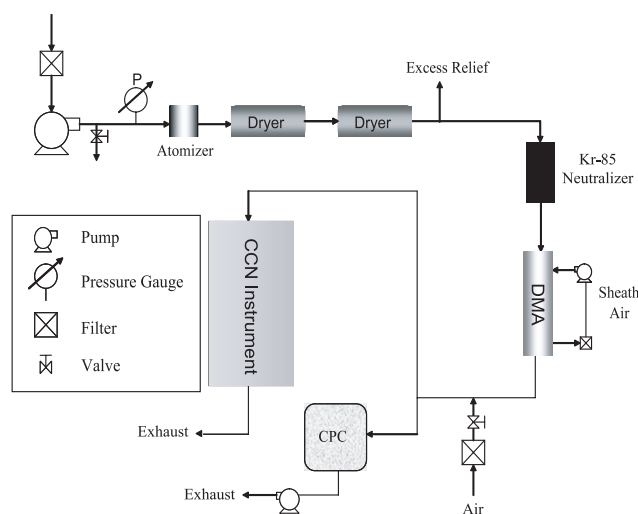 Excess Relief
P
Dryer
Dryer
Atomizer
Kr-85
Neutralizer
CCN Instrument
DMA
Sheath
Air
Pump
Pressure Gauge
Filter
Valve
Exhaust
CPC
Exhaust
Air